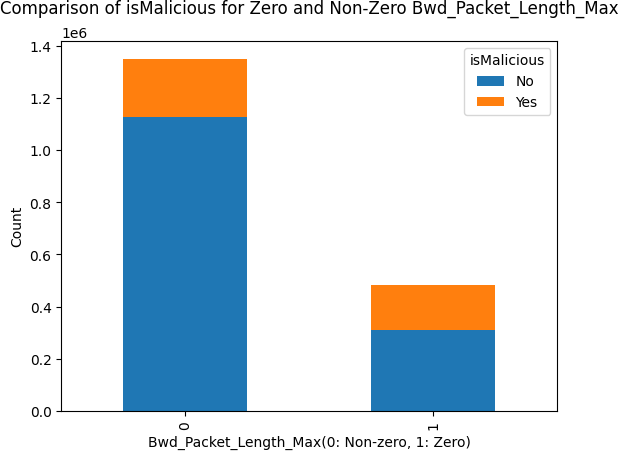 Comparison of isMalicious for Zero and Non-Zero Bwd_Packet_Length_Max
1e6
1.4
1.2
1.0
0.8
0.6
0.4
0.2
0.0
Count
isMalicious
No
Yes
0
1
Bwd_Packet_Length_Max(0: Non-zero, 1: Zero)